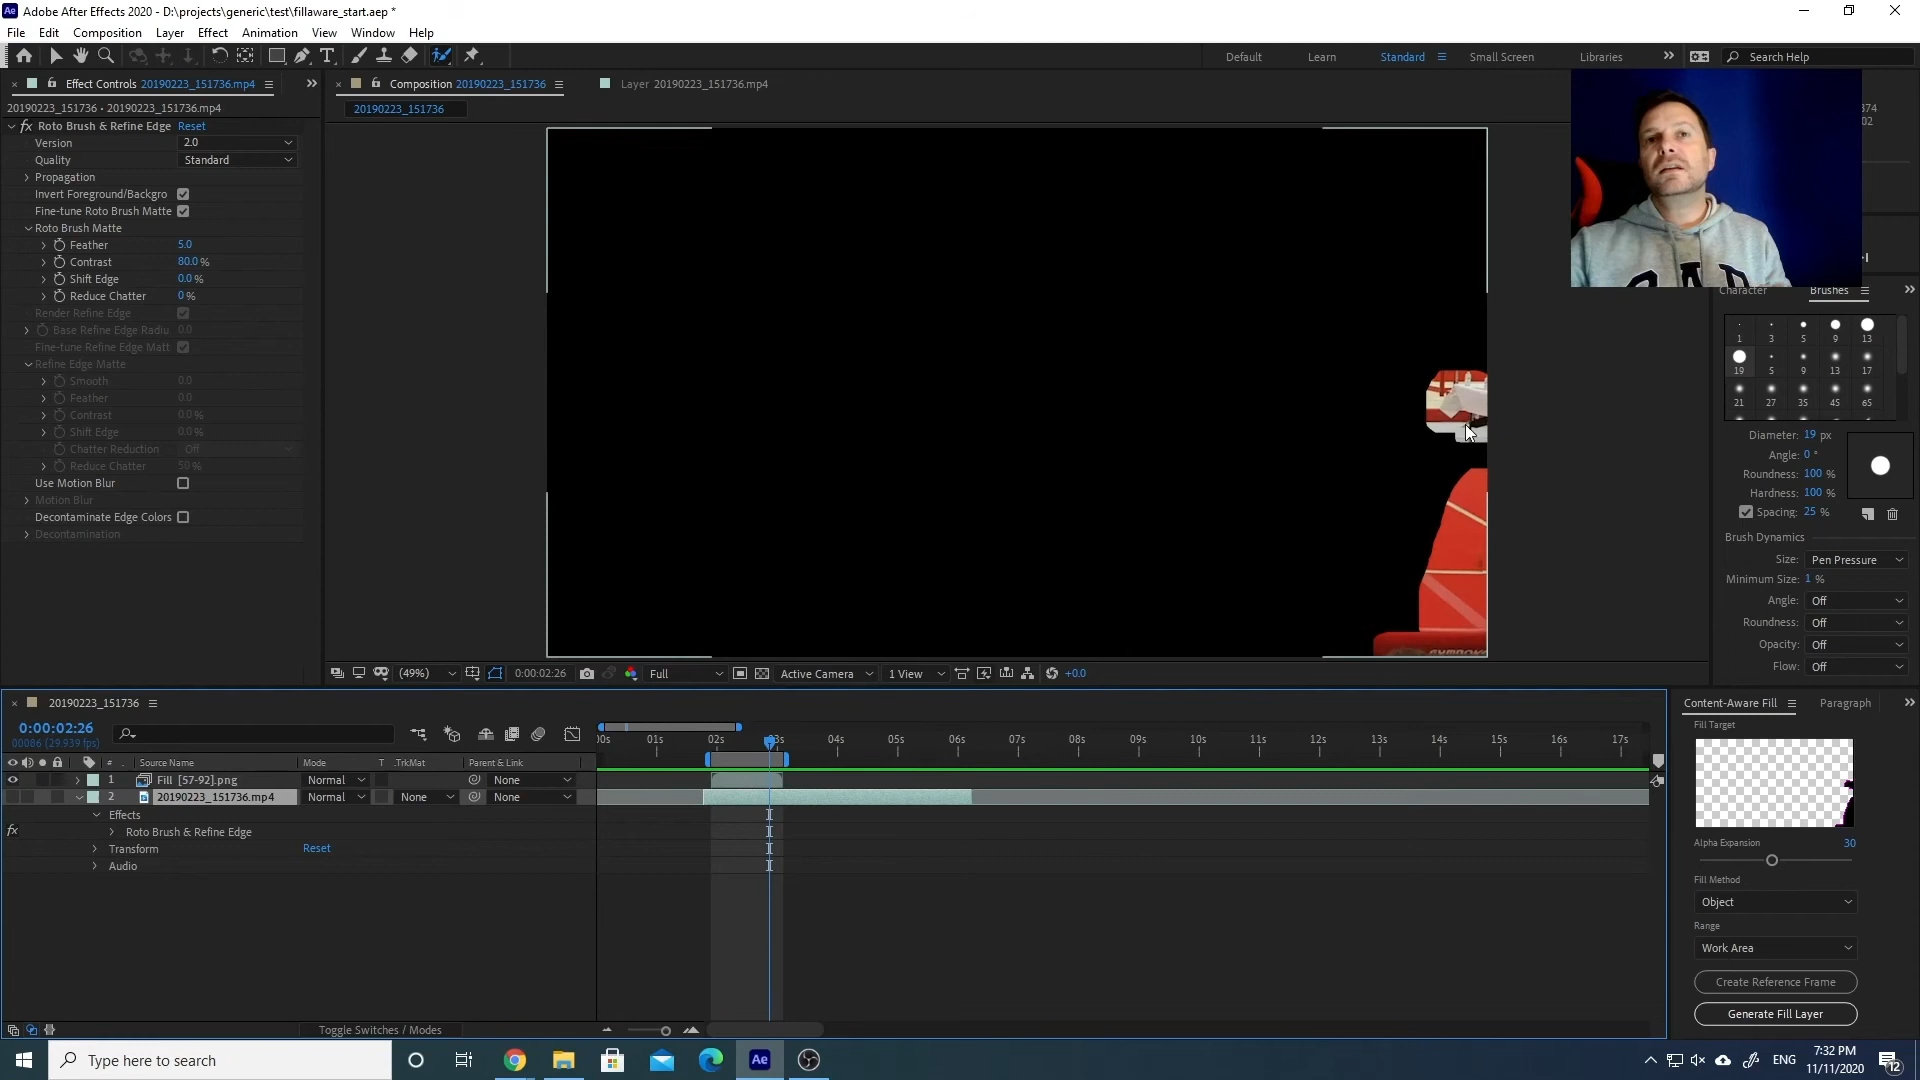 Adobe After Effects 2020 - D:\projects\generic\test\fillaware_start.aep *
File Edit Composition Layer Effect Animation View Window Help
Default Learn Standard Small Screen Libraries Search Help
Effect Controls 20190223_151736.mp4 Composition 20190223_151736 Layer 20190223_151736.mp4
20190223_151736 • 20190223_151736.mp4
20190223_151736
374
02
fx Roto Brush & Refine Edge Reset
Version 2.0
Quality Standard
Propagation
Invert Foreground/Backgro
Fine-tune Roto Brush Matte
Roto Brush Matte
Feather 5.0
Contrast 80.0 %
Shift Edge 0.0 %
Reduce Chatter 0 %
Render Refine Edge
Base Refine Edge Radiu 0.0
Fine-tune Refine Edge Matt
Refine Edge Matte
Smooth 0.0
Feather 0.0
Contrast 0.0 %
Shift Edge 0.0 %
Chatter Reduction Off
Reduce Chatter 50 %
Use Motion Blur
Motion Blur
Decontaminate Edge Colors
Decontamination
Character Brushes
1 3 5 9 13
19 5 9 13 17
21 27 35 45 65
Diameter: 19 px
Angle: 0 °
Roundness: 100 %
Hardness: 100 %
Spacing: 25 %
Brush Dynamics
Size: Pen Pressure
Minimum Size: 1 %
Angle: Off
Roundness: Off
Opacity: Off
Flow: Off
(49%) 0:00:02:26 Full Active Camera 1 View +0.0
20190223_151736
0:00:02:26
00086 (29.939 fps)
00s 01s 02s 03s 04s 05s 06s 07s 08s 09s 10s 11s 12s 13s 14s 15s 16s 17s
# Source Name Mode T .TrkMat Parent & Link
1 Fill [57-92].png Normal None
2 20190223_151736.mp4 Normal None None
Effects
fx Roto Brush & Refine Edge
Transform Reset
Audio
Toggle Switches / Modes
Content-Aware Fill Paragraph
Fill Target
Alpha Expansion 30
Fill Method
Object
Range
Work Area
Create Reference Frame
Generate Fill Layer
Type here to search
Ae
ENG
7:32 PM
11/11/2020
12